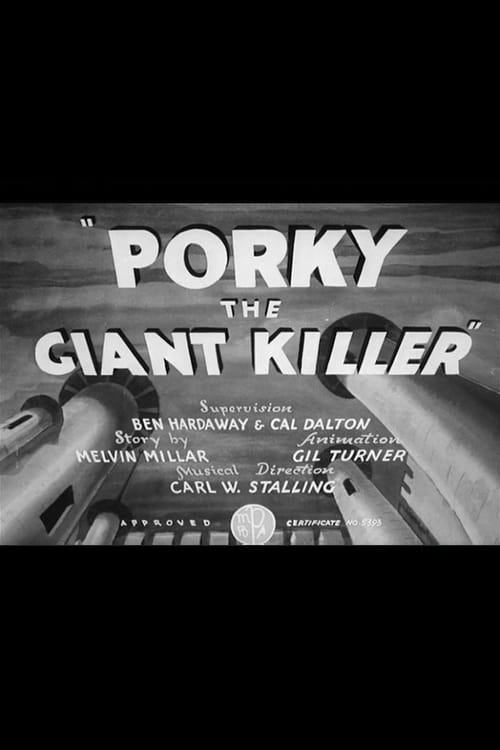 "PORKY
THE
GIANT KILLER"
Supervision
BEN HARDAWAY & CAL DALTON
Story by Animation
MELVIN MILLAR GIL TURNER
Musical Direction
CARL W. STALLING
APPROVED MPPDA CERTIFICATE NO. 5393